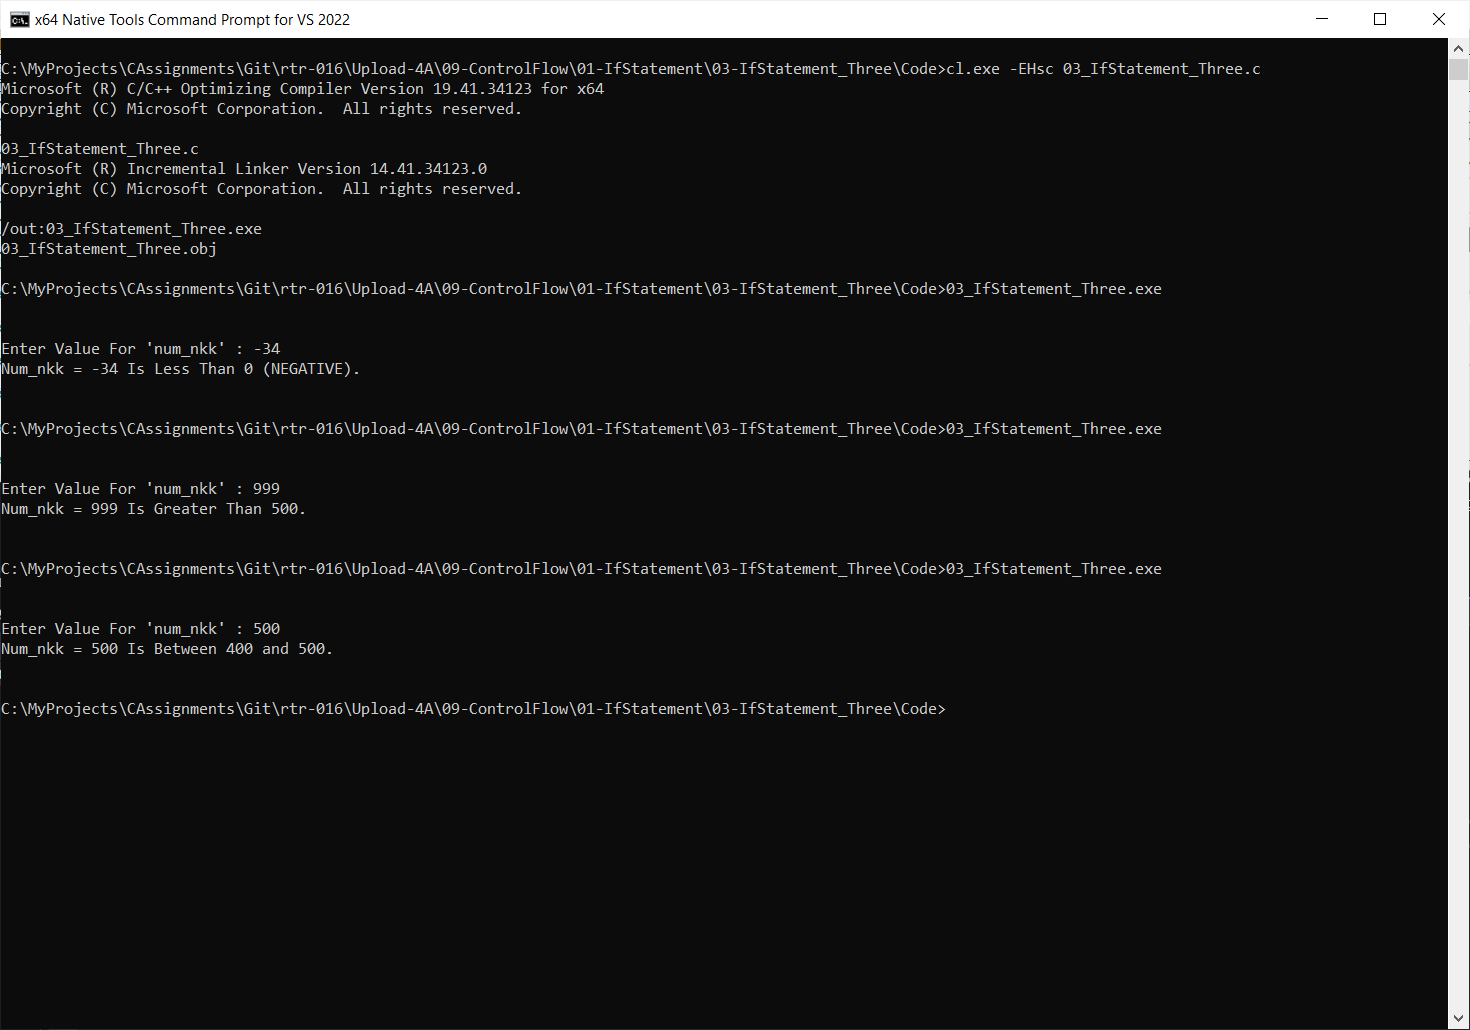 x64 Native Tools Command Prompt for VS 2022
C:\MyProjects\CAssignments\Git\rtr-016\Upload-4A\09-ControlFlow\01-IfStatement\03-IfStatement_Three\Code>cl.exe -EHsc 03_IfStatement_Three.c
Microsoft (R) C/C++ Optimizing Compiler Version 19.41.34123 for x64
Copyright (C) Microsoft Corporation.  All rights reserved.
03_IfStatement_Three.c
Microsoft (R) Incremental Linker Version 14.41.34123.0
Copyright (C) Microsoft Corporation.  All rights reserved.
/out:03_IfStatement_Three.exe
03_IfStatement_Three.obj
C:\MyProjects\CAssignments\Git\rtr-016\Upload-4A\09-ControlFlow\01-IfStatement\03-IfStatement_Three\Code>03_IfStatement_Three.exe
Enter Value For 'num_nkk' : -34
Num_nkk = -34 Is Less Than 0 (NEGATIVE).
C:\MyProjects\CAssignments\Git\rtr-016\Upload-4A\09-ControlFlow\01-IfStatement\03-IfStatement_Three\Code>03_IfStatement_Three.exe
Enter Value For 'num_nkk' : 999
Num_nkk = 999 Is Greater Than 500.
C:\MyProjects\CAssignments\Git\rtr-016\Upload-4A\09-ControlFlow\01-IfStatement\03-IfStatement_Three\Code>03_IfStatement_Three.exe
Enter Value For 'num_nkk' : 500
Num_nkk = 500 Is Between 400 and 500.
C:\MyProjects\CAssignments\Git\rtr-016\Upload-4A\09-ControlFlow\01-IfStatement\03-IfStatement_Three\Code>